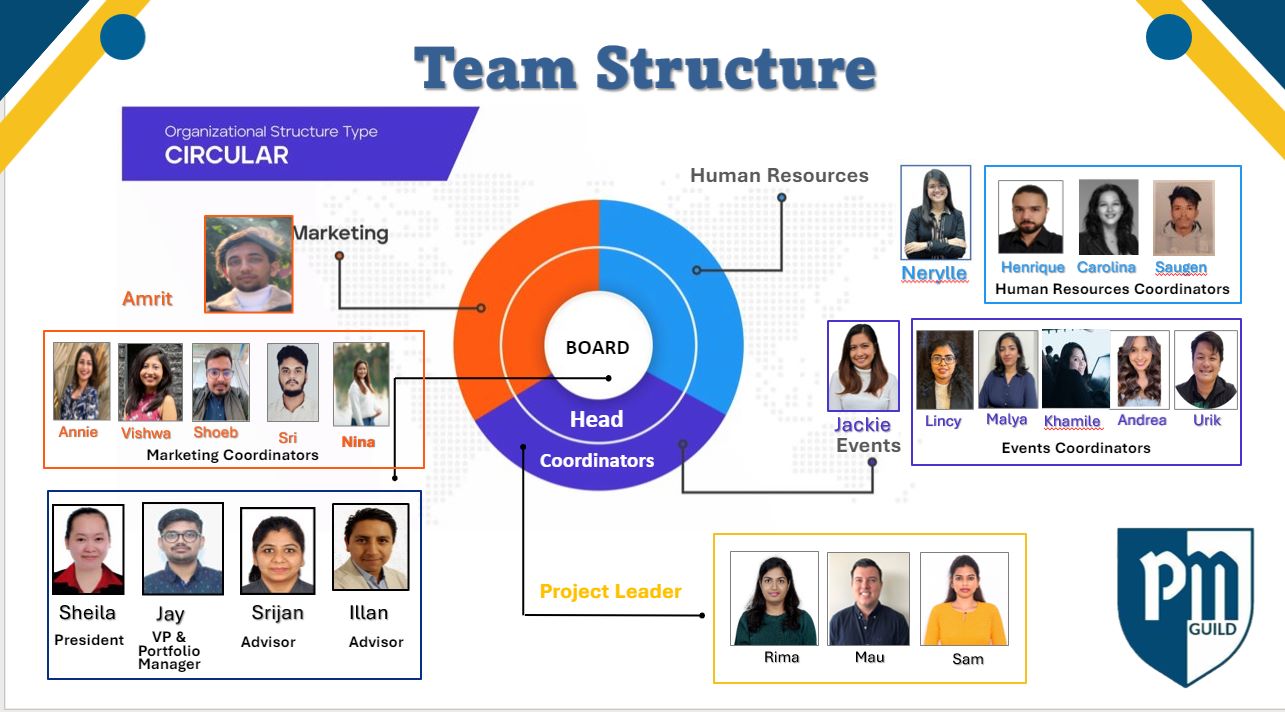 Team Structure
Organizational Structure Type
CIRCULAR
Human Resources
Marketing
Amrit
Nerylle
Henrique Carolina Saugen
Human Resources Coordinators
BOARD
Head
Coordinators
Annie Vishwa Shoeb Sri Nina
Marketing Coordinators
Jackie
Events
Lincy Malya Khamile Andrea Urik
Events Coordinators
Sheila Jay Srijan Illan
President
VP &
Portfolio
Manager
Advisor
Advisor
Project Leader
Rima Mau Sam
pm
GUILD